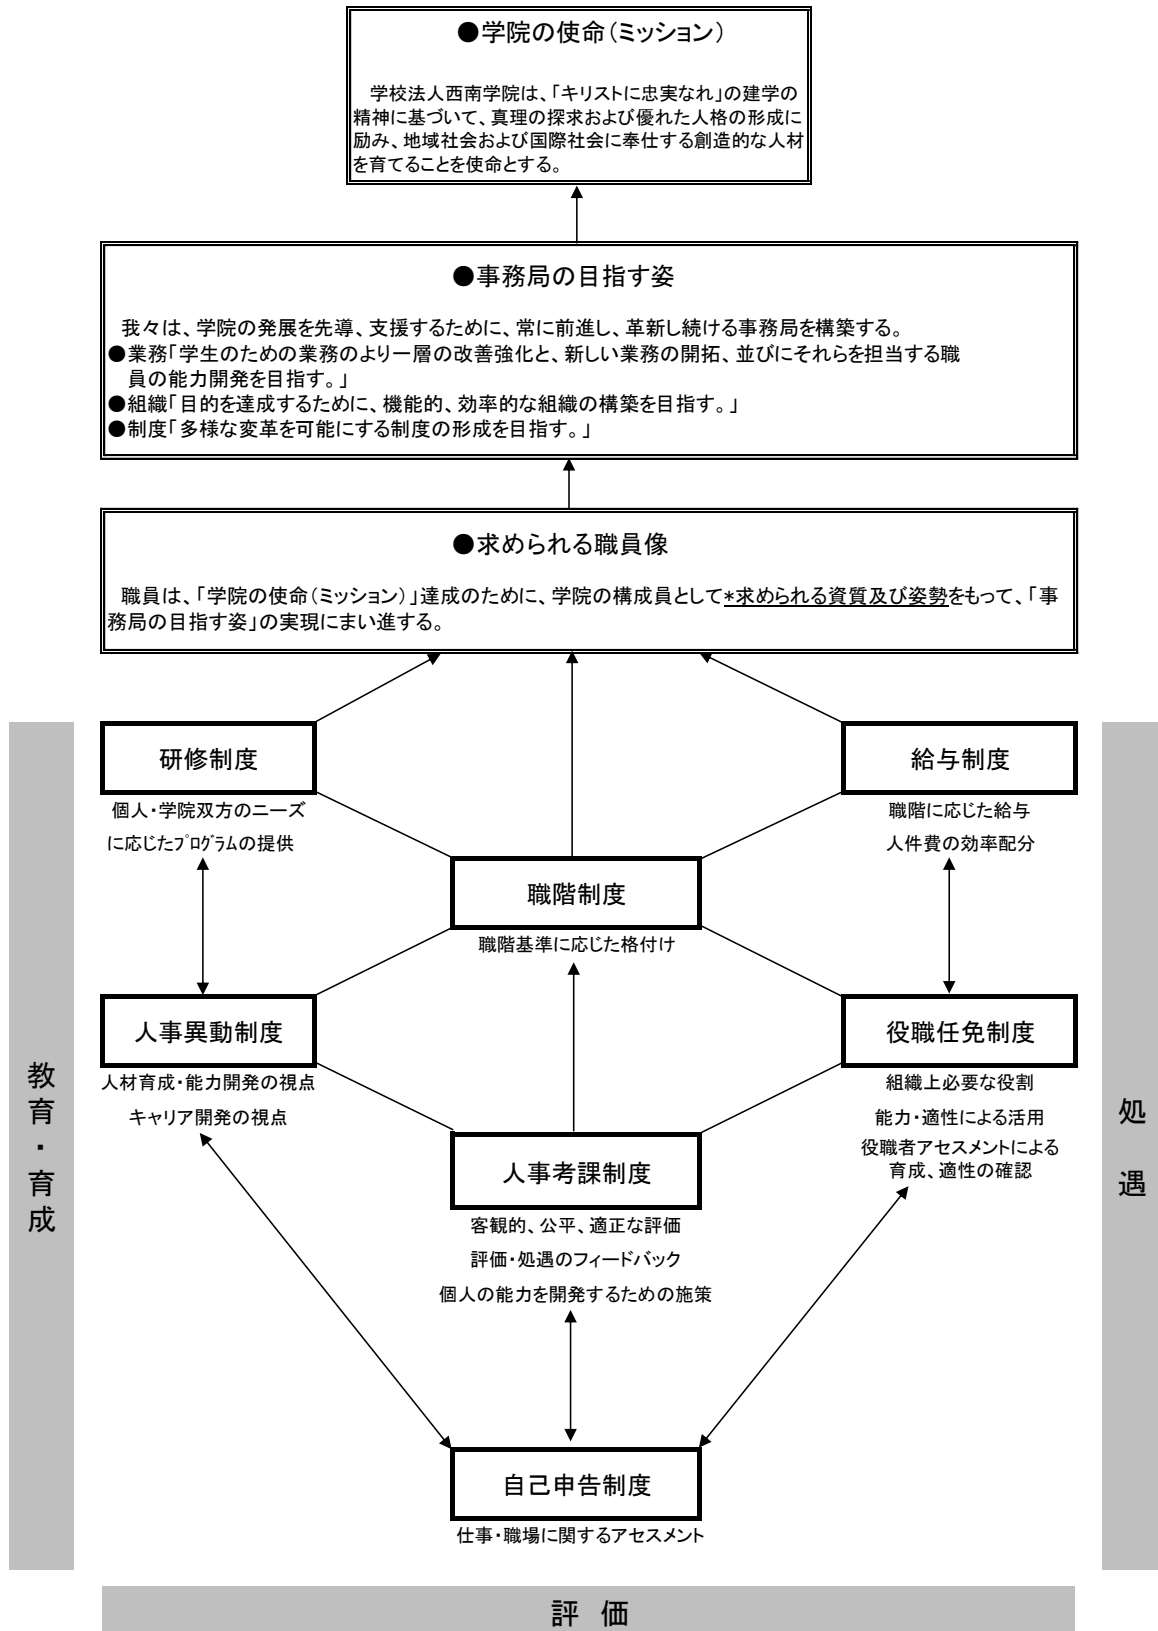 ●学院の使命（ミッション）
学校法人西南学院は、「キリストに忠実なれ」の建学の
精神に基づいて、真理の探求および優れた人格の形成に
励み、地域社会および国際社会に奉仕する創造的な人材
を育てることを使命とする。
●事務局の目指す姿
我々は、学院の発展を先導、支援するために、常に前進し、革新し続ける事務局を構築する。
●業務「学生のための業務のより一層の改善強化と、新しい業務の開拓、並びにそれらを担当する職
員の能力開発を目指す。」
●組織「目的を達成するために、機能的、効率的な組織の構築を目指す。」
●制度「多様な変革を可能にする制度の形成を目指す。」
●求められる職員像
職員は、「学院の使命（ミッション）」達成のために、学院の構成員として*求められる資質及び姿勢をもって、「事
務局の目指す姿」の実現にまい進する。
研修制度
個人・学院双方のニーズ
に応じたﾌﾟﾛｸﾞﾗﾑの提供
給与制度
職階に応じた給与
人件費の効率配分
職階制度
職階基準に応じた格付け
人事異動制度
人材育成・能力開発の視点
キャリア開発の視点
役職任免制度
組織上必要な役割
能力・適性による活用
役職者アセスメントによる
育成、適性の確認
人事考課制度
客観的、公平、適正な評価
評価・処遇のフィードバック
個人の能力を開発するための施策
自己申告制度
仕事・職場に関するアセスメント
教育・育成
処遇
評価